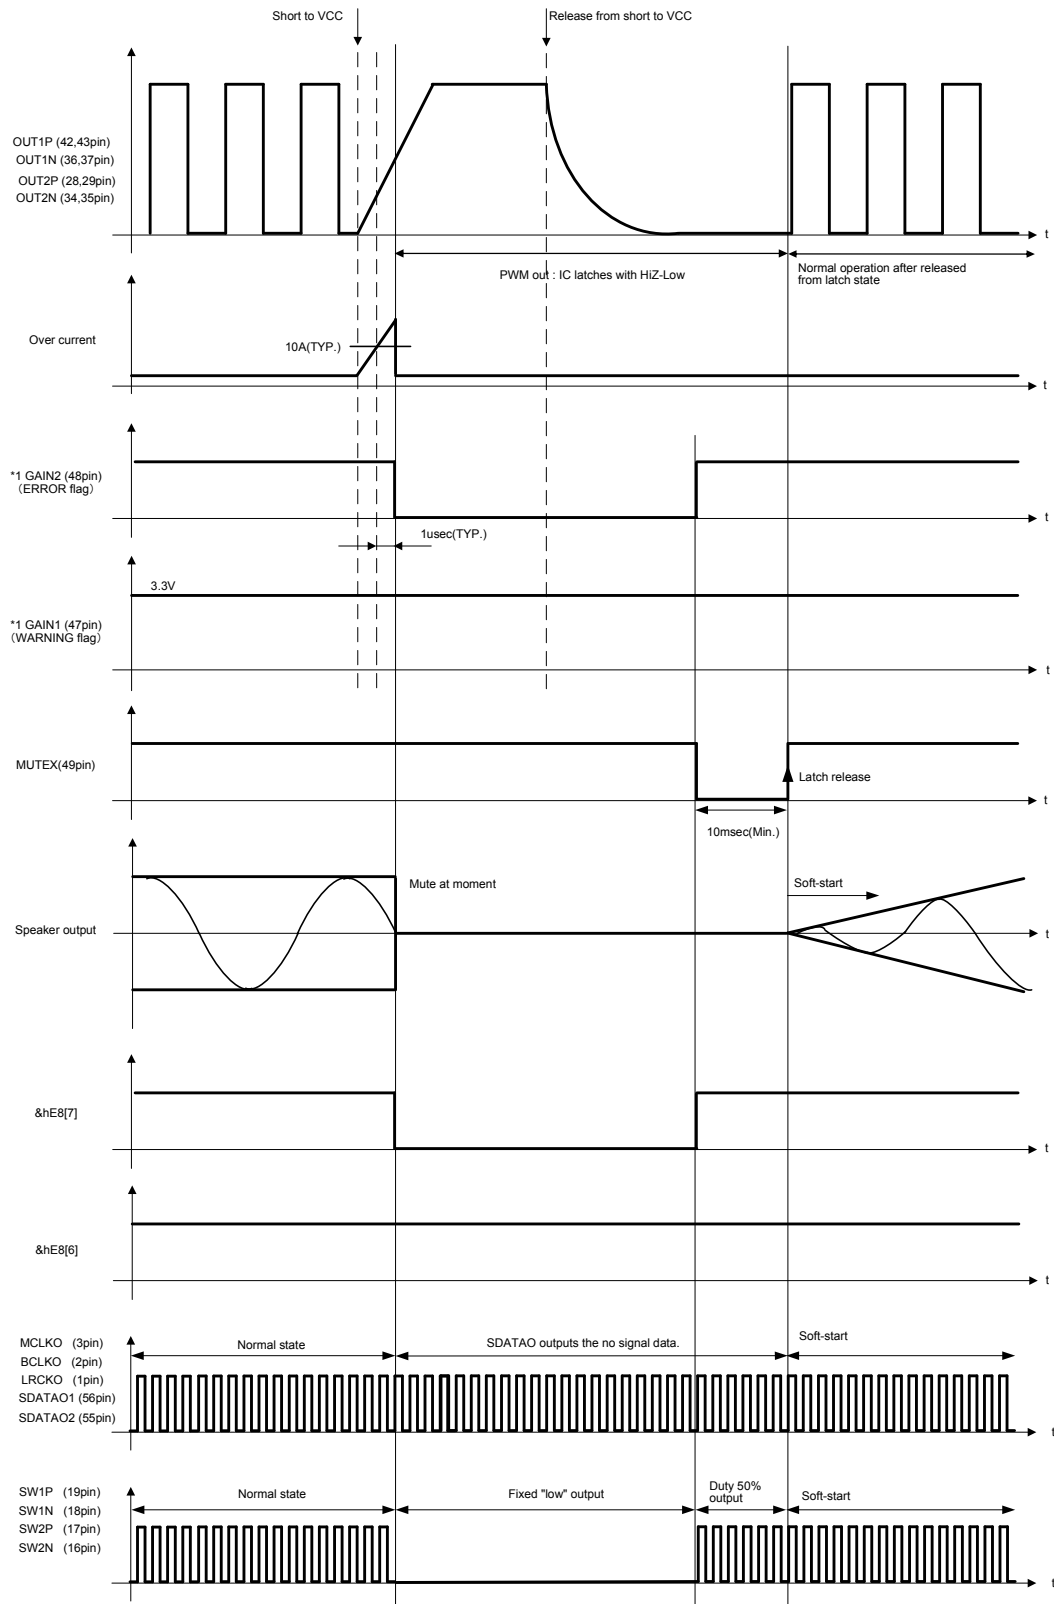 Short to VCC
Release from short to VCC
OUT1P (42,43pin)
OUT1N (36,37pin)
OUT2P (28,29pin)
OUT2N (34,35pin)
t
PWM out : IC latches with HiZ-Low
Normal operation after released
from latch state
Over current
10A(TYP.)
t
*1 GAIN2 (48pin)
(ERROR flag)
t
1usec(TYP.)
3.3V
*1 GAIN1 (47pin)
(WARNING flag)
t
MUTEX(49pin)
Latch release
t
10msec(Min.)
Mute at moment
Soft-start
Speaker output
t
&hE8[7]
t
&hE8[6]
t
MCLKO (3pin)
BCLKO (2pin)
LRCKO (1pin)
SDATAO1 (56pin)
SDATAO2 (55pin)
Normal state
SDATAO outputs the no signal data.
Soft-start
t
SW1P (19pin)
SW1N (18pin)
SW2P (17pin)
SW2N (16pin)
Normal state
Fixed "low" output
Duty 50%
output
Soft-start
t